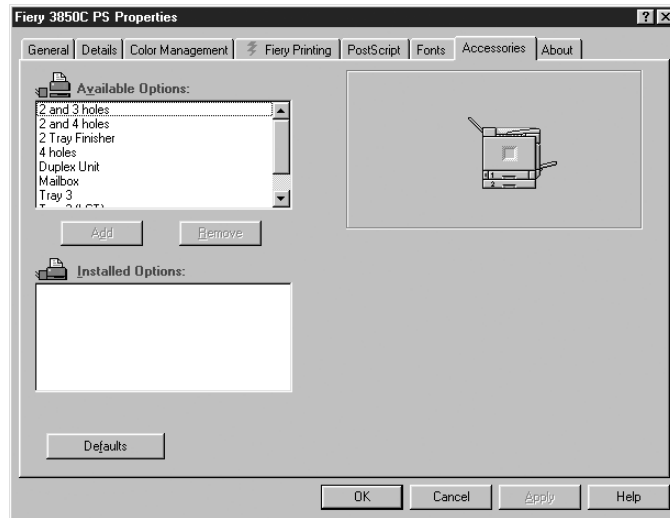 Fiery 3850C PS Properties
General Details Color Management Fiery Printing PostScript Fonts Accessories About
Available Options:
2 and 3 holes
2 and 4 holes
2 Tray Finisher
4 holes
Duplex Unit
Mailbox
Tray 3
Add Remove
Installed Options:
Defaults
OK Cancel Apply Help
1
2